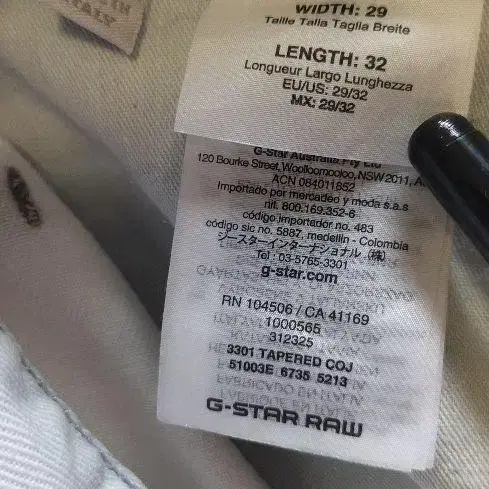 ITALY
WIDTH: 29
Taille Talla Taglia Breite
LENGTH: 32
Longueur Largo Lunghezza
EU/US: 29/32
MX: 29/32
G-Star Australia Pty Ltd
120 Bourke Street, Woolloomooloo, NSW 2011, A
ACN 084011852
Importado por mercadeo y moda s.a.s
nit. 800.169.352-6
código importador no. 483
código sic no. 5887, medellin - Colombia
ジースターインターナショナル (株)
Tel : 03-5765-3301
g-star.com
RN 104506 / CA 41169
1000565
312325
3301 TAPERED COJ
51003E 6735 5213
G-STAR RAW